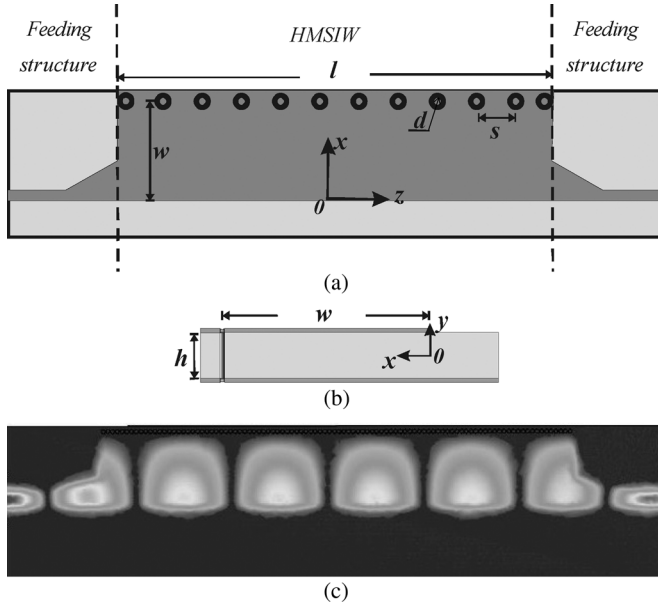 Feeding structure
HMSIW
Feeding structure
l
w
d
s
x
0
z
(a)
w
y
h
x
0
(b)
(c)